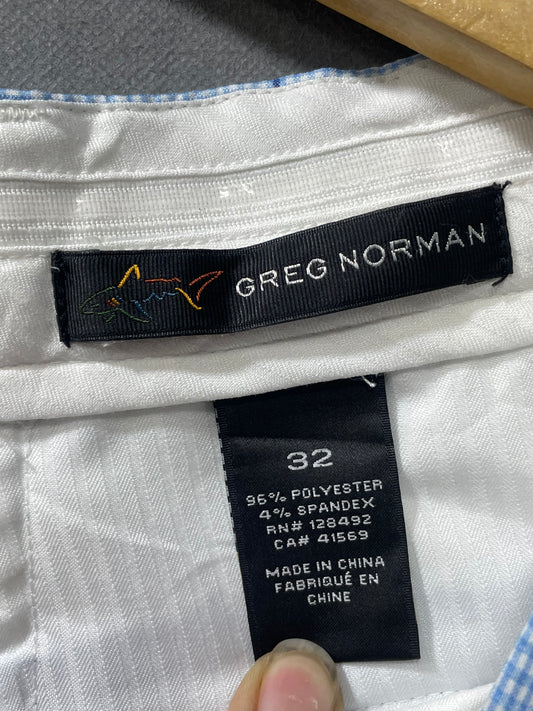 GREG NORMAN
32
96% POLYESTER
4% SPANDEX
RN# 128492
CA# 41569
MADE IN CHINA
FABRIQUÉ EN
CHINE